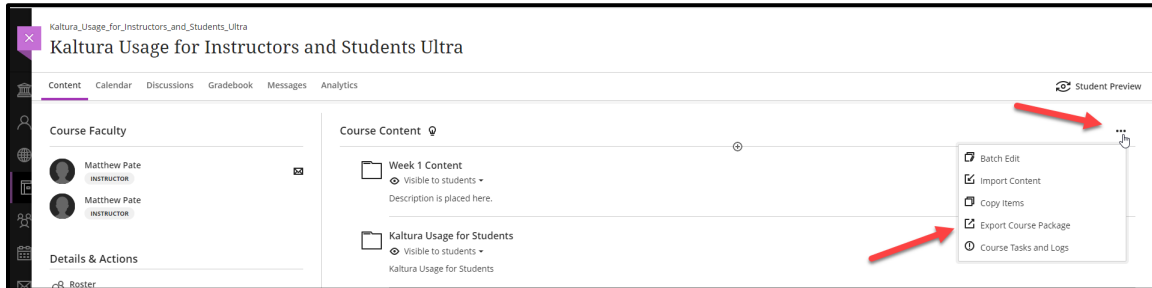 Kaltura_Usage_for_Instructors_and_Students_Ultra
Kaltura Usage for Instructors and Students Ultra
Content Calendar Discussions Gradebook Messages Analytics
Student Preview
Course Faculty
Matthew Pate
INSTRUCTOR
Matthew Pate
INSTRUCTOR
Details & Actions
Roster
Course Content
Week 1 Content
Visible to students
Description is placed here.
Kaltura Usage for Students
Visible to students
Kaltura Usage for Students
Batch Edit
Import Content
Copy Items
Export Course Package
Course Tasks and Logs